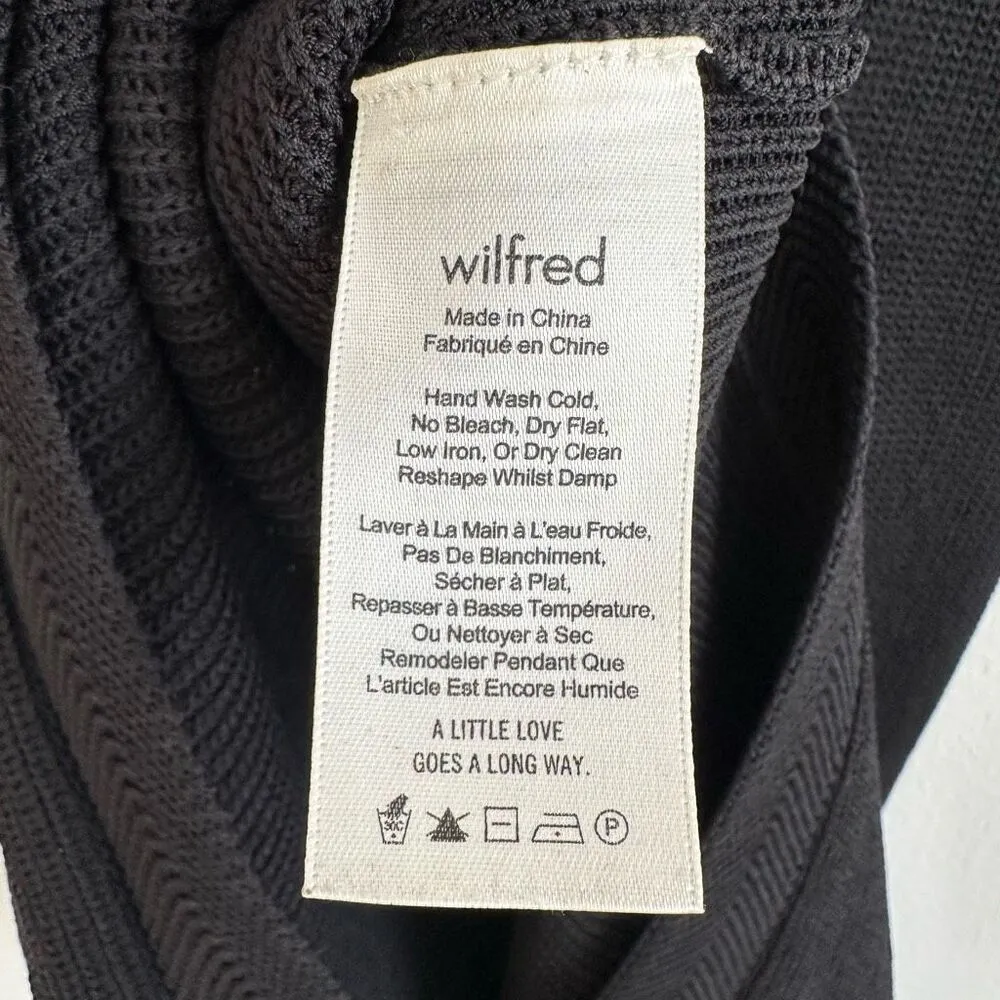 wilfred
Made in China
Fabriqué en Chine
Hand Wash Cold,
No Bleach, Dry Flat,
Low Iron, Or Dry Clean
Reshape Whilst Damp
Laver à La Main à L'eau Froide,
Pas De Blanchiment,
Sécher à Plat,
Repasser à Basse Température,
Ou Nettoyer à Sec
Remodeler Pendant Que
L'article Est Encore Humide
A LITTLE LOVE
GOES A LONG WAY.
30C P